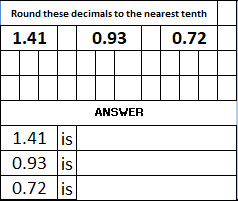 Round these decimals to the nearest tenth
1.41 0.93 0.72
ANSWER
1.41 is
0.93 is
0.72 is